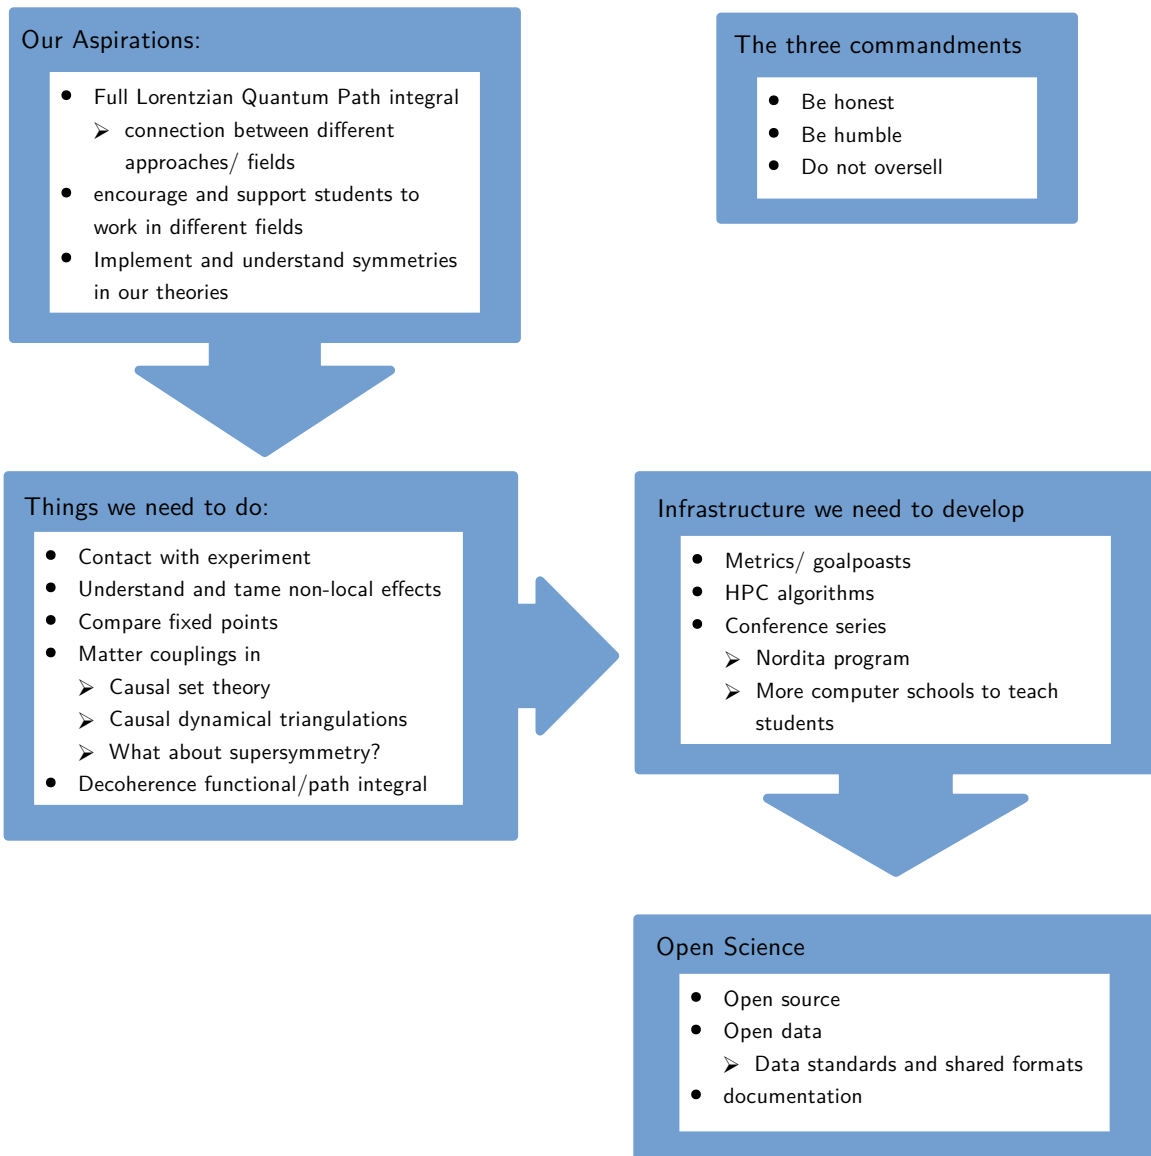 Our Aspirations:
• Full Lorentzian Quantum Path integral
➢ connection between different
approaches/ fields
• encourage and support students to
work in different fields
• Implement and understand symmetries
in our theories
The three commandments
• Be honest
• Be humble
• Do not oversell
Things we need to do:
• Contact with experiment
• Understand and tame non-local effects
• Compare fixed points
• Matter couplings in
➢ Causal set theory
➢ Causal dynamical triangulations
➢ What about supersymmetry?
• Decoherence functional/path integral
Infrastructure we need to develop
• Metrics/ goalpoasts
• HPC algorithms
• Conference series
➢ Nordita program
➢ More computer schools to teach
students
Open Science
• Open source
• Open data
➢ Data standards and shared formats
• documentation